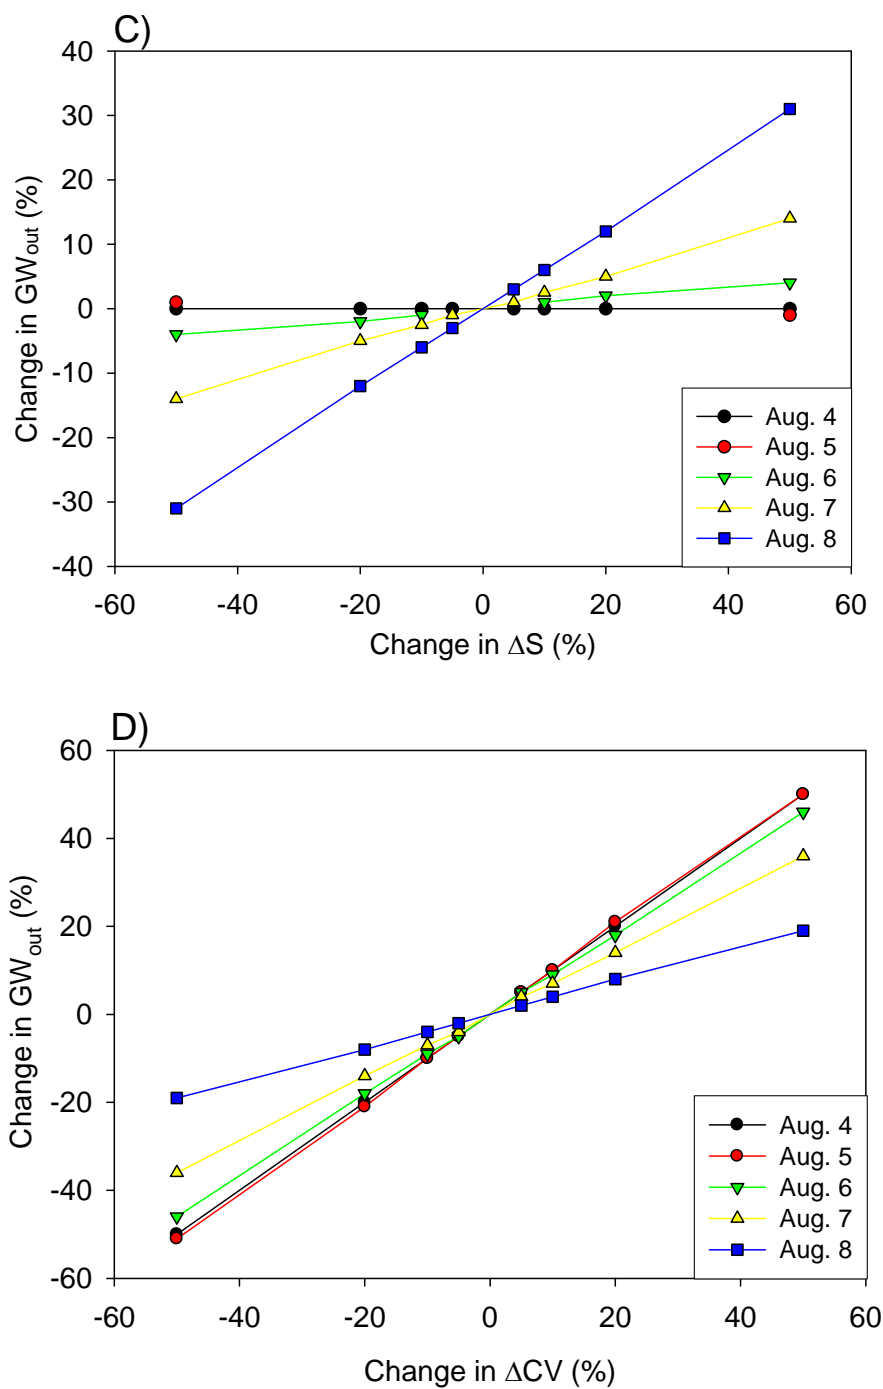 C)
40
30
20
10
0
-10
-20
-30
-40
Change in GWout (%)
-60 -40 -20 0 20 40 60
Change in ΔS (%)
Aug. 4
Aug. 5
Aug. 6
Aug. 7
Aug. 8
D)
60
40
20
0
-20
-40
-60
Change in GWout (%)
-60 -40 -20 0 20 40 60
Change in ΔCV (%)
Aug. 4
Aug. 5
Aug. 6
Aug. 7
Aug. 8